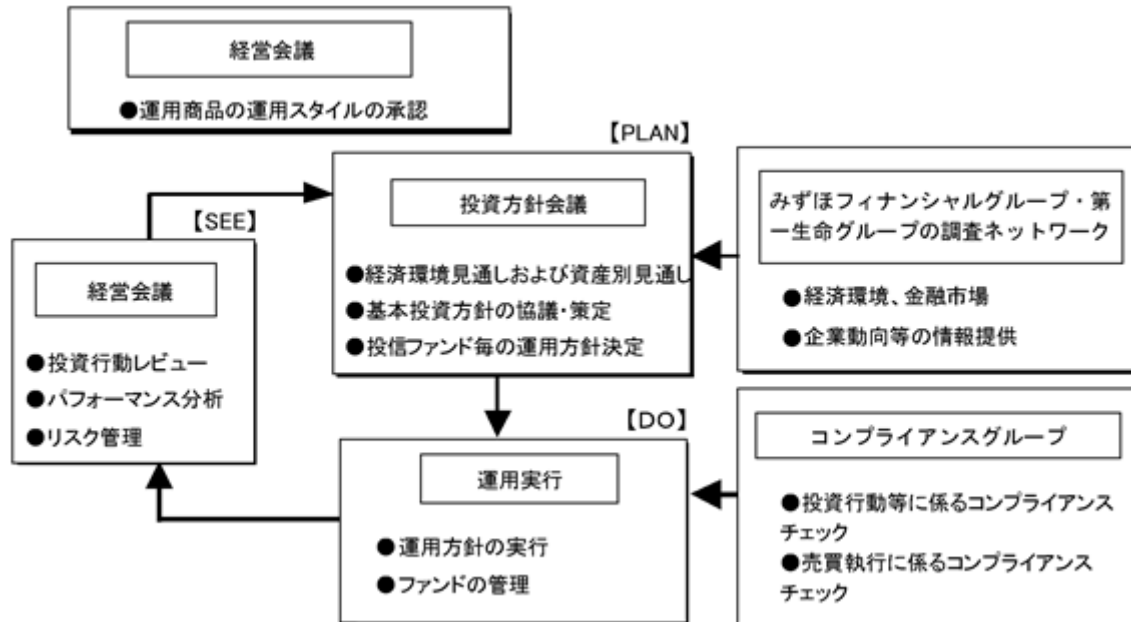 経営会議
●運用商品の運用スタイルの承認
【PLAN】
投資方針会議
●経済環境見通しおよび資産別見通し
●基本投資方針の協議・策定
●投信ファンド毎の運用方針決定
みずほフィナンシャルグループ・第
一生命グループの調査ネットワーク
●経済環境、金融市場
●企業動向等の情報提供
【SEE】
経営会議
●投資行動レビュー
●パフォーマンス分析
●リスク管理
【DO】
運用実行
●運用方針の実行
●ファンドの管理
コンプライアンスグループ
●投資行動等に係るコンプライアンス
チェック
●売買執行に係るコンプライアンス
チェック